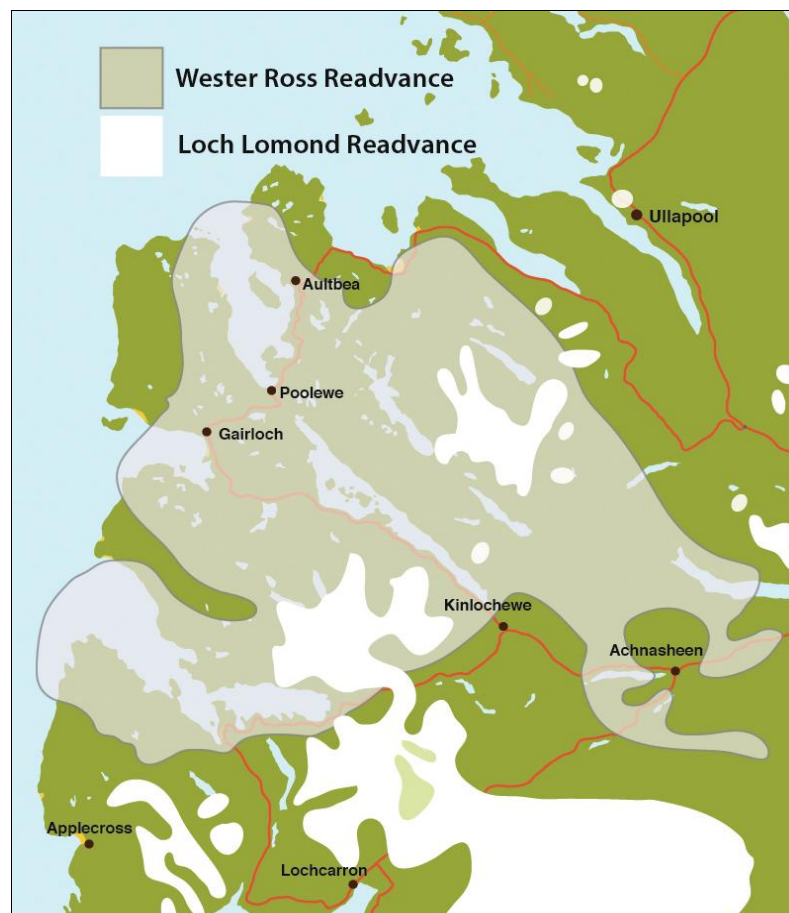 Wester Ross Readvance
Loch Lomond Readvance
Ullapool
Aultbea
Poolewe
Gairloch
Kinlochewe
Achnasheen
Applecross
Lochcarron